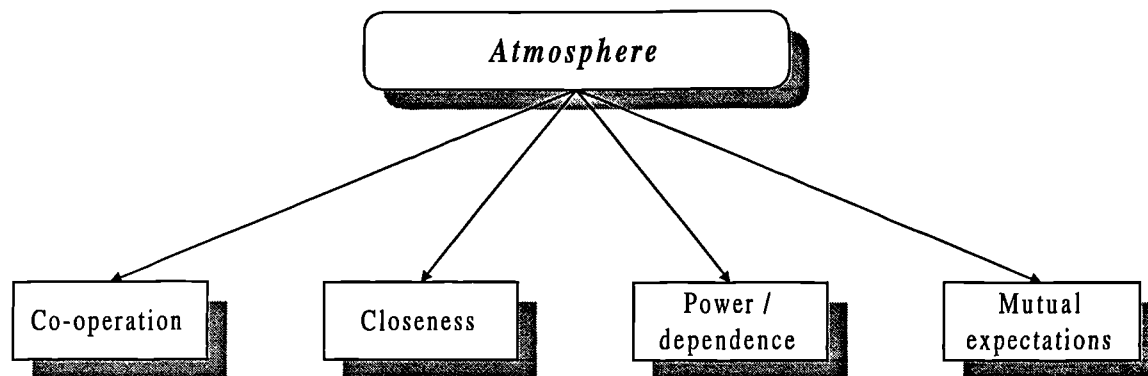 Atmosphere
Co-operation
Closeness
Power /
dependence
Mutual
expectations